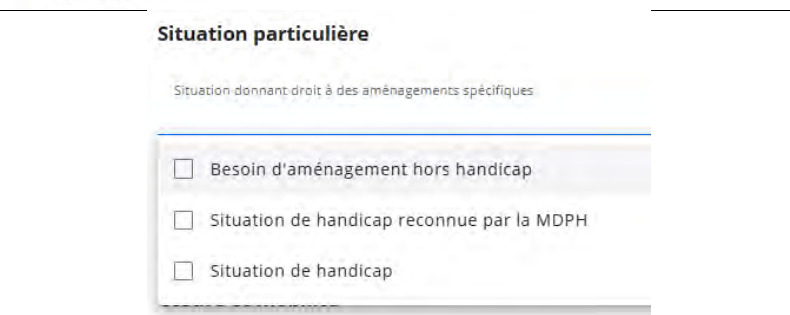 Situation particulière
Situation donnant droit à des aménagements spécifiques
Besoin d'aménagement hors handicap
Situation de handicap reconnue par la MDPH
Situation de handicap